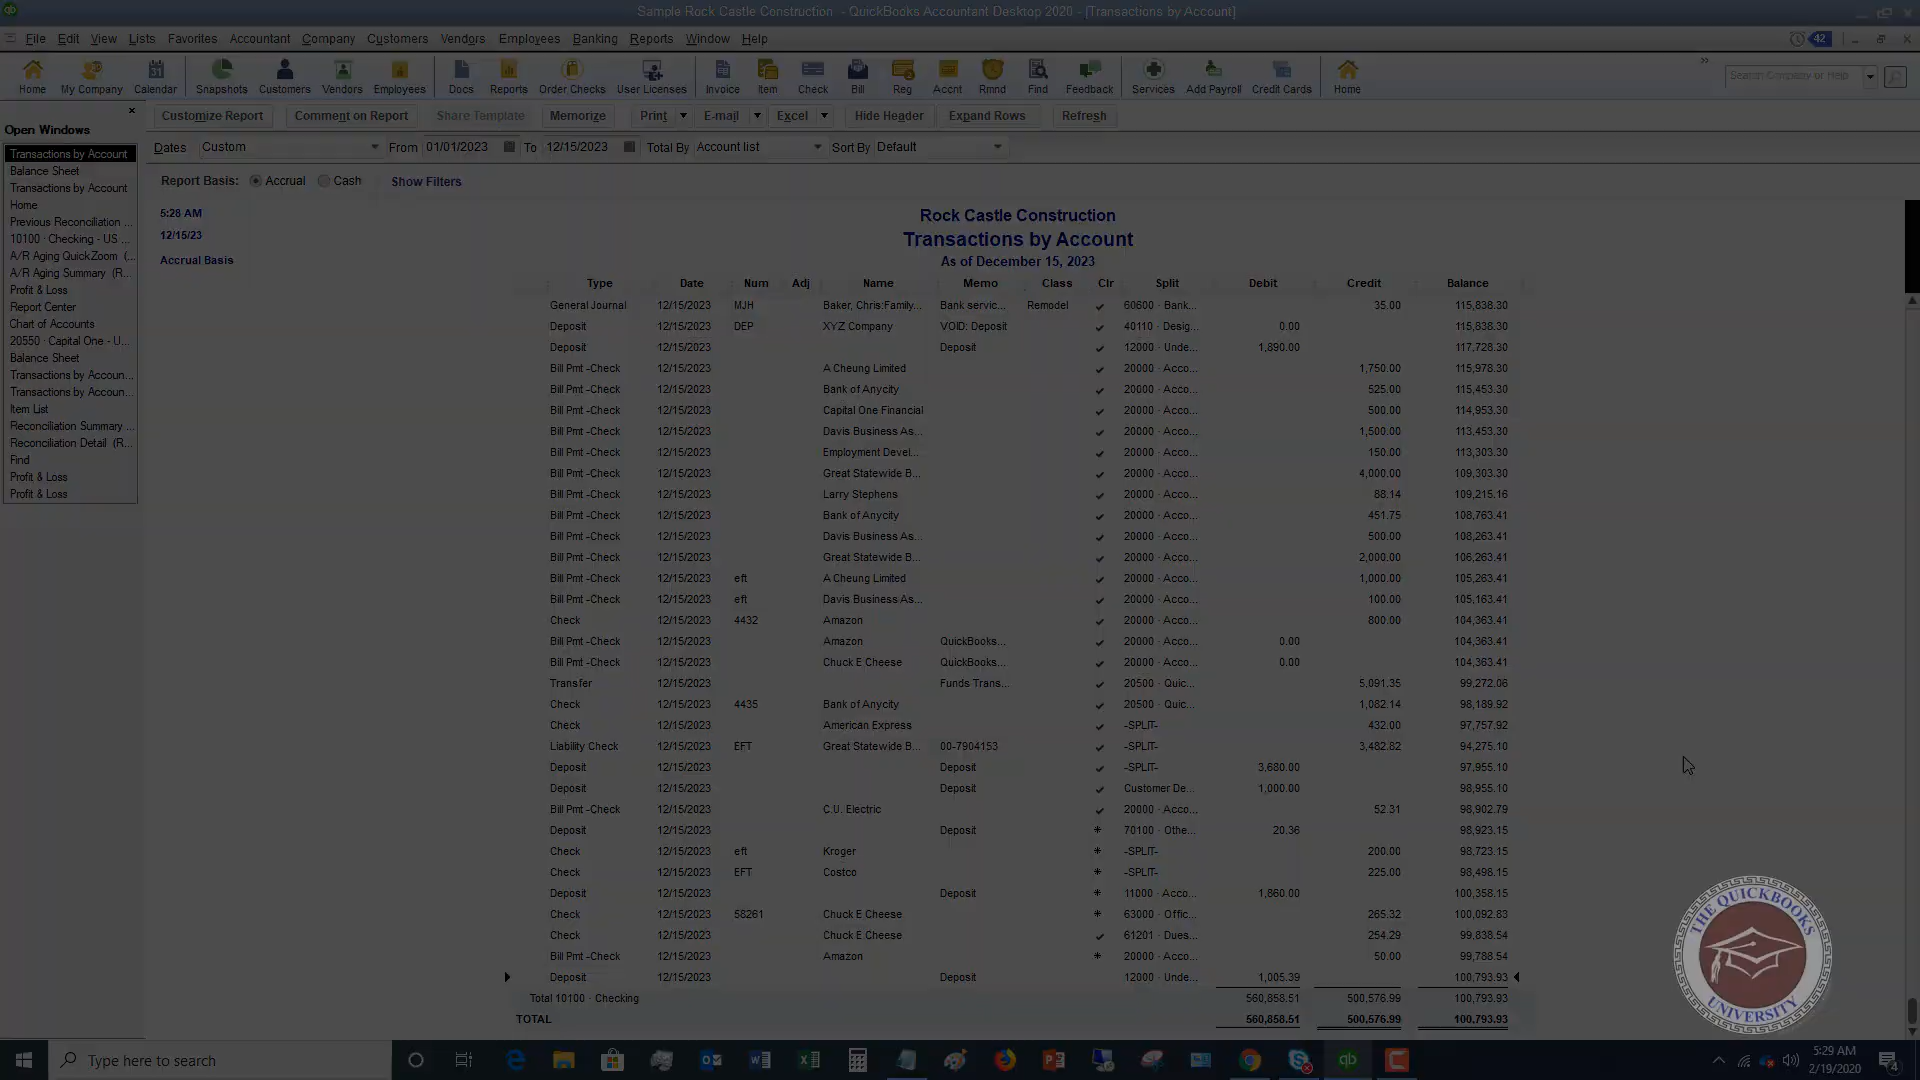 Sample Rock Castle Construction - QuickBooks Accountant Desktop 2020 - [Transactions by Account]
File Edit View Lists Favorites Accountant Company Customers Vendors Employees Banking Reports Window Help 42
Home My Company Calendar Snapshots Customers Vendors Employees Docs Reports Order Checks User Licenses Invoice Item Check Bill Reg Accnt Rmnd Find Feedback Services Add Payroll Credit Cards Home
Search Company or Help
Customize Report Comment on Report Share Template Memorize Print E-mail Excel Hide Header Expand Rows Refresh
Dates Custom From 01/01/2023 To 12/15/2023 Total By Account list Sort By Default
Report Basis: Accrual Cash Show Filters
Open Windows
Transactions by Account
Balance Sheet
Transactions by Account
Home
Previous Reconciliation ...
10100 · Checking - US ...
A/R Aging QuickZoom (...
A/R Aging Summary (R...
Profit & Loss
Report Center
Chart of Accounts
20550 · Capital One - U...
Balance Sheet
Transactions by Accoun...
Transactions by Accoun...
Item List
Reconciliation Summary ...
Reconciliation Detail (R...
Find
Profit & Loss
Profit & Loss
5:28 AM
12/15/23
Accrual Basis
Rock Castle Construction
Transactions by Account
As of December 15, 2023
Type Date Num Adj Name Memo Class Clr Split Debit Credit Balance
General Journal 12/15/2023 MJH Baker, Chris:Family... Bank servic... Remodel ✓ 60600 · Bank... 35.00 115,838.30
Deposit 12/15/2023 DEP XYZ Company VOID: Deposit ✓ 40110 · Desig... 0.00 115,838.30
Deposit 12/15/2023 Deposit ✓ 12000 · Unde... 1,890.00 117,728.30
Bill Pmt -Check 12/15/2023 A Cheung Limited ✓ 20000 · Acco... 1,750.00 115,978.30
Bill Pmt -Check 12/15/2023 Bank of Anycity ✓ 20000 · Acco... 525.00 115,453.30
Bill Pmt -Check 12/15/2023 Capital One Financial ✓ 20000 · Acco... 500.00 114,953.30
Bill Pmt -Check 12/15/2023 Davis Business As... ✓ 20000 · Acco... 1,500.00 113,453.30
Bill Pmt -Check 12/15/2023 Employment Devel... ✓ 20000 · Acco... 150.00 113,303.30
Bill Pmt -Check 12/15/2023 Great Statewide B... ✓ 20000 · Acco... 4,000.00 109,303.30
Bill Pmt -Check 12/15/2023 Larry Stephens ✓ 20000 · Acco... 88.14 109,215.16
Bill Pmt -Check 12/15/2023 Bank of Anycity ✓ 20000 · Acco... 451.75 108,763.41
Bill Pmt -Check 12/15/2023 Davis Business As... ✓ 20000 · Acco... 500.00 108,263.41
Bill Pmt -Check 12/15/2023 Great Statewide B... ✓ 20000 · Acco... 2,000.00 106,263.41
Bill Pmt -Check 12/15/2023 eft A Cheung Limited ✓ 20000 · Acco... 1,000.00 105,263.41
Bill Pmt -Check 12/15/2023 eft Davis Business As... ✓ 20000 · Acco... 100.00 105,163.41
Check 12/15/2023 4432 Amazon ✓ 20000 · Acco... 800.00 104,363.41
Bill Pmt -Check 12/15/2023 Amazon QuickBooks... ✓ 20000 · Acco... 0.00 104,363.41
Bill Pmt -Check 12/15/2023 Chuck E Cheese QuickBooks... ✓ 20000 · Acco... 0.00 104,363.41
Transfer 12/15/2023 Funds Trans... ✓ 20500 · Quic... 5,091.35 99,272.06
Check 12/15/2023 4435 Bank of Anycity ✓ 20500 · Quic... 1,082.14 98,189.92
Check 12/15/2023 American Express ✓ -SPLIT- 432.00 97,757.92
Liability Check 12/15/2023 EFT Great Statewide B... 00-7904153 ✓ -SPLIT- 3,482.82 94,275.10
Deposit 12/15/2023 Deposit ✓ -SPLIT- 3,680.00 97,955.10
Deposit 12/15/2023 Deposit ✓ Customer De... 1,000.00 98,955.10
Bill Pmt -Check 12/15/2023 C.U. Electric ✓ 20000 · Acco... 52.31 98,902.79
Deposit 12/15/2023 Deposit * 70100 · Othe... 20.36 98,923.15
Check 12/15/2023 eft Kroger * -SPLIT- 200.00 98,723.15
Check 12/15/2023 EFT Costco * -SPLIT- 225.00 98,498.15
Deposit 12/15/2023 Deposit * 11000 · Acco... 1,860.00 100,358.15
Check 12/15/2023 58261 Chuck E Cheese * 63000 · Offic... 265.32 100,092.83
Check 12/15/2023 Chuck E Cheese ✓ 61201 · Dues... 254.29 99,838.54
Bill Pmt -Check 12/15/2023 Amazon * 20000 · Acco... 50.00 99,788.54
Deposit 12/15/2023 Deposit 12000 · Unde... 1,005.39 100,793.93
Total 10100 · Checking 560,858.51 500,576.99 100,793.93
TOTAL 560,858.51 500,576.99 100,793.93
THE QUICKBOOKS UNIVERSITY
Type here to search
5:29 AM
2/19/2020
4